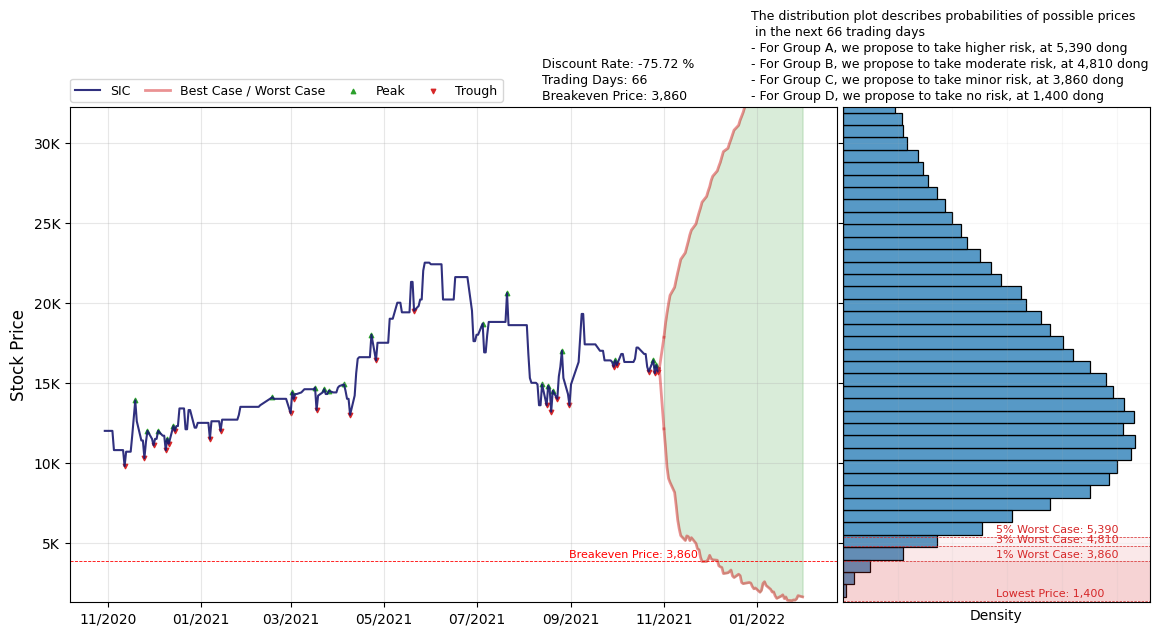 The distribution plot describes probabilities of possible prices
in the next 66 trading days
- For Group A, we propose to take higher risk, at 5,390 dong
- For Group B, we propose to take moderate risk, at 4,810 dong
- For Group C, we propose to take minor risk, at 3,860 dong
- For Group D, we propose to take no risk, at 1,400 dong
Discount Rate: -75.72 %
Trading Days: 66
Breakeven Price: 3,860
SIC
Best Case / Worst Case
Peak
Trough
Stock Price
30K
25K
20K
15K
10K
5K
Breakeven Price: 3,860
5% Worst Case: 5,390
3% Worst Case: 4,810
1% Worst Case: 3,860
Lowest Price: 1,400
11/2020
01/2021
03/2021
05/2021
07/2021
09/2021
11/2021
01/2022
Density